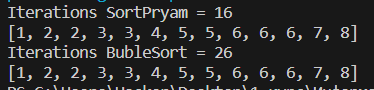 Iterations SortPryam = 16
[1, 2, 2, 3, 3, 4, 5, 5, 6, 6, 6, 7, 8]
Iterations BubleSort = 26
[1, 2, 2, 3, 3, 4, 5, 5, 6, 6, 6, 7, 8]